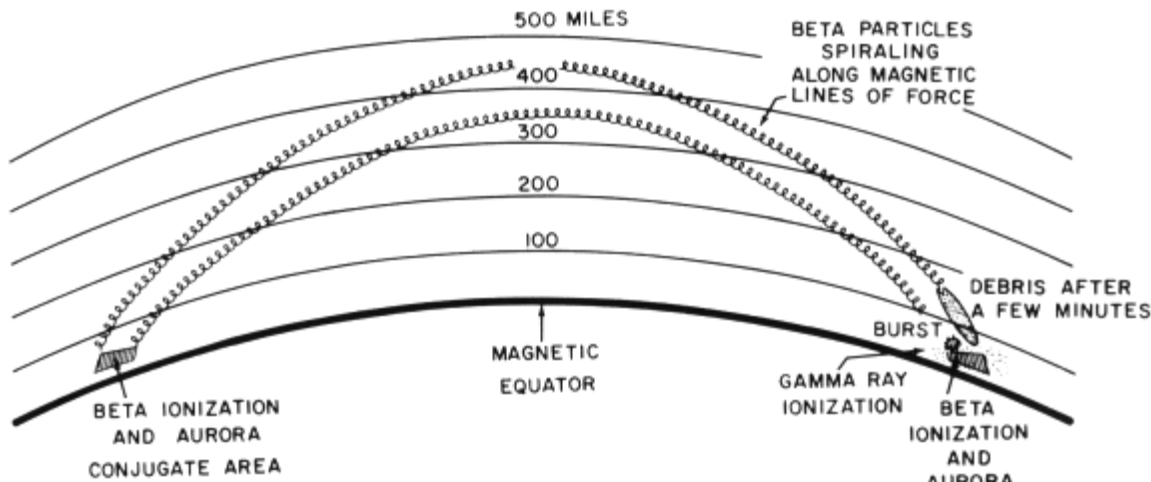 500 MILES
BETA PARTICLES
SPIRALING
ALONG MAGNETIC
LINES OF FORCE
400
300
200
100
DEBRIS AFTER
A FEW MINUTES
BURST
MAGNETIC
EQUATOR
GAMMA RAY
IONIZATION
BETA IONIZATION
AND AURORA
CONJUGATE AREA
BETA
IONIZATION
AND
AURORA